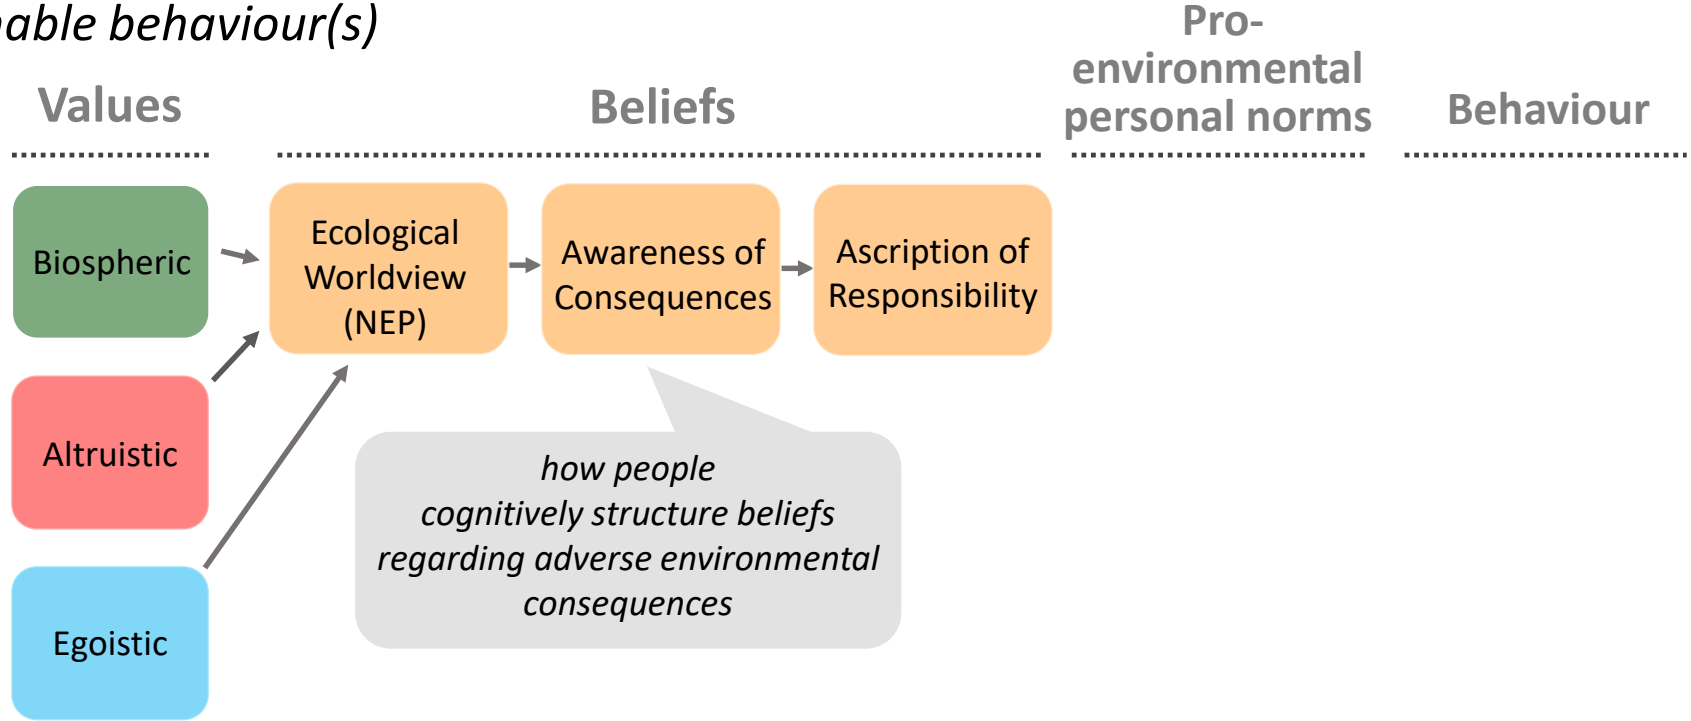 nable behaviour(s)
Values
Beliefs
Pro-
environmental
personal norms
Behaviour
Biospheric
Ecological
Worldview
(NEP)
Awareness of
Consequences
Ascription of
Responsibility
Altruistic
how people
cognitively structure beliefs
regarding adverse environmental
consequences
Egoistic